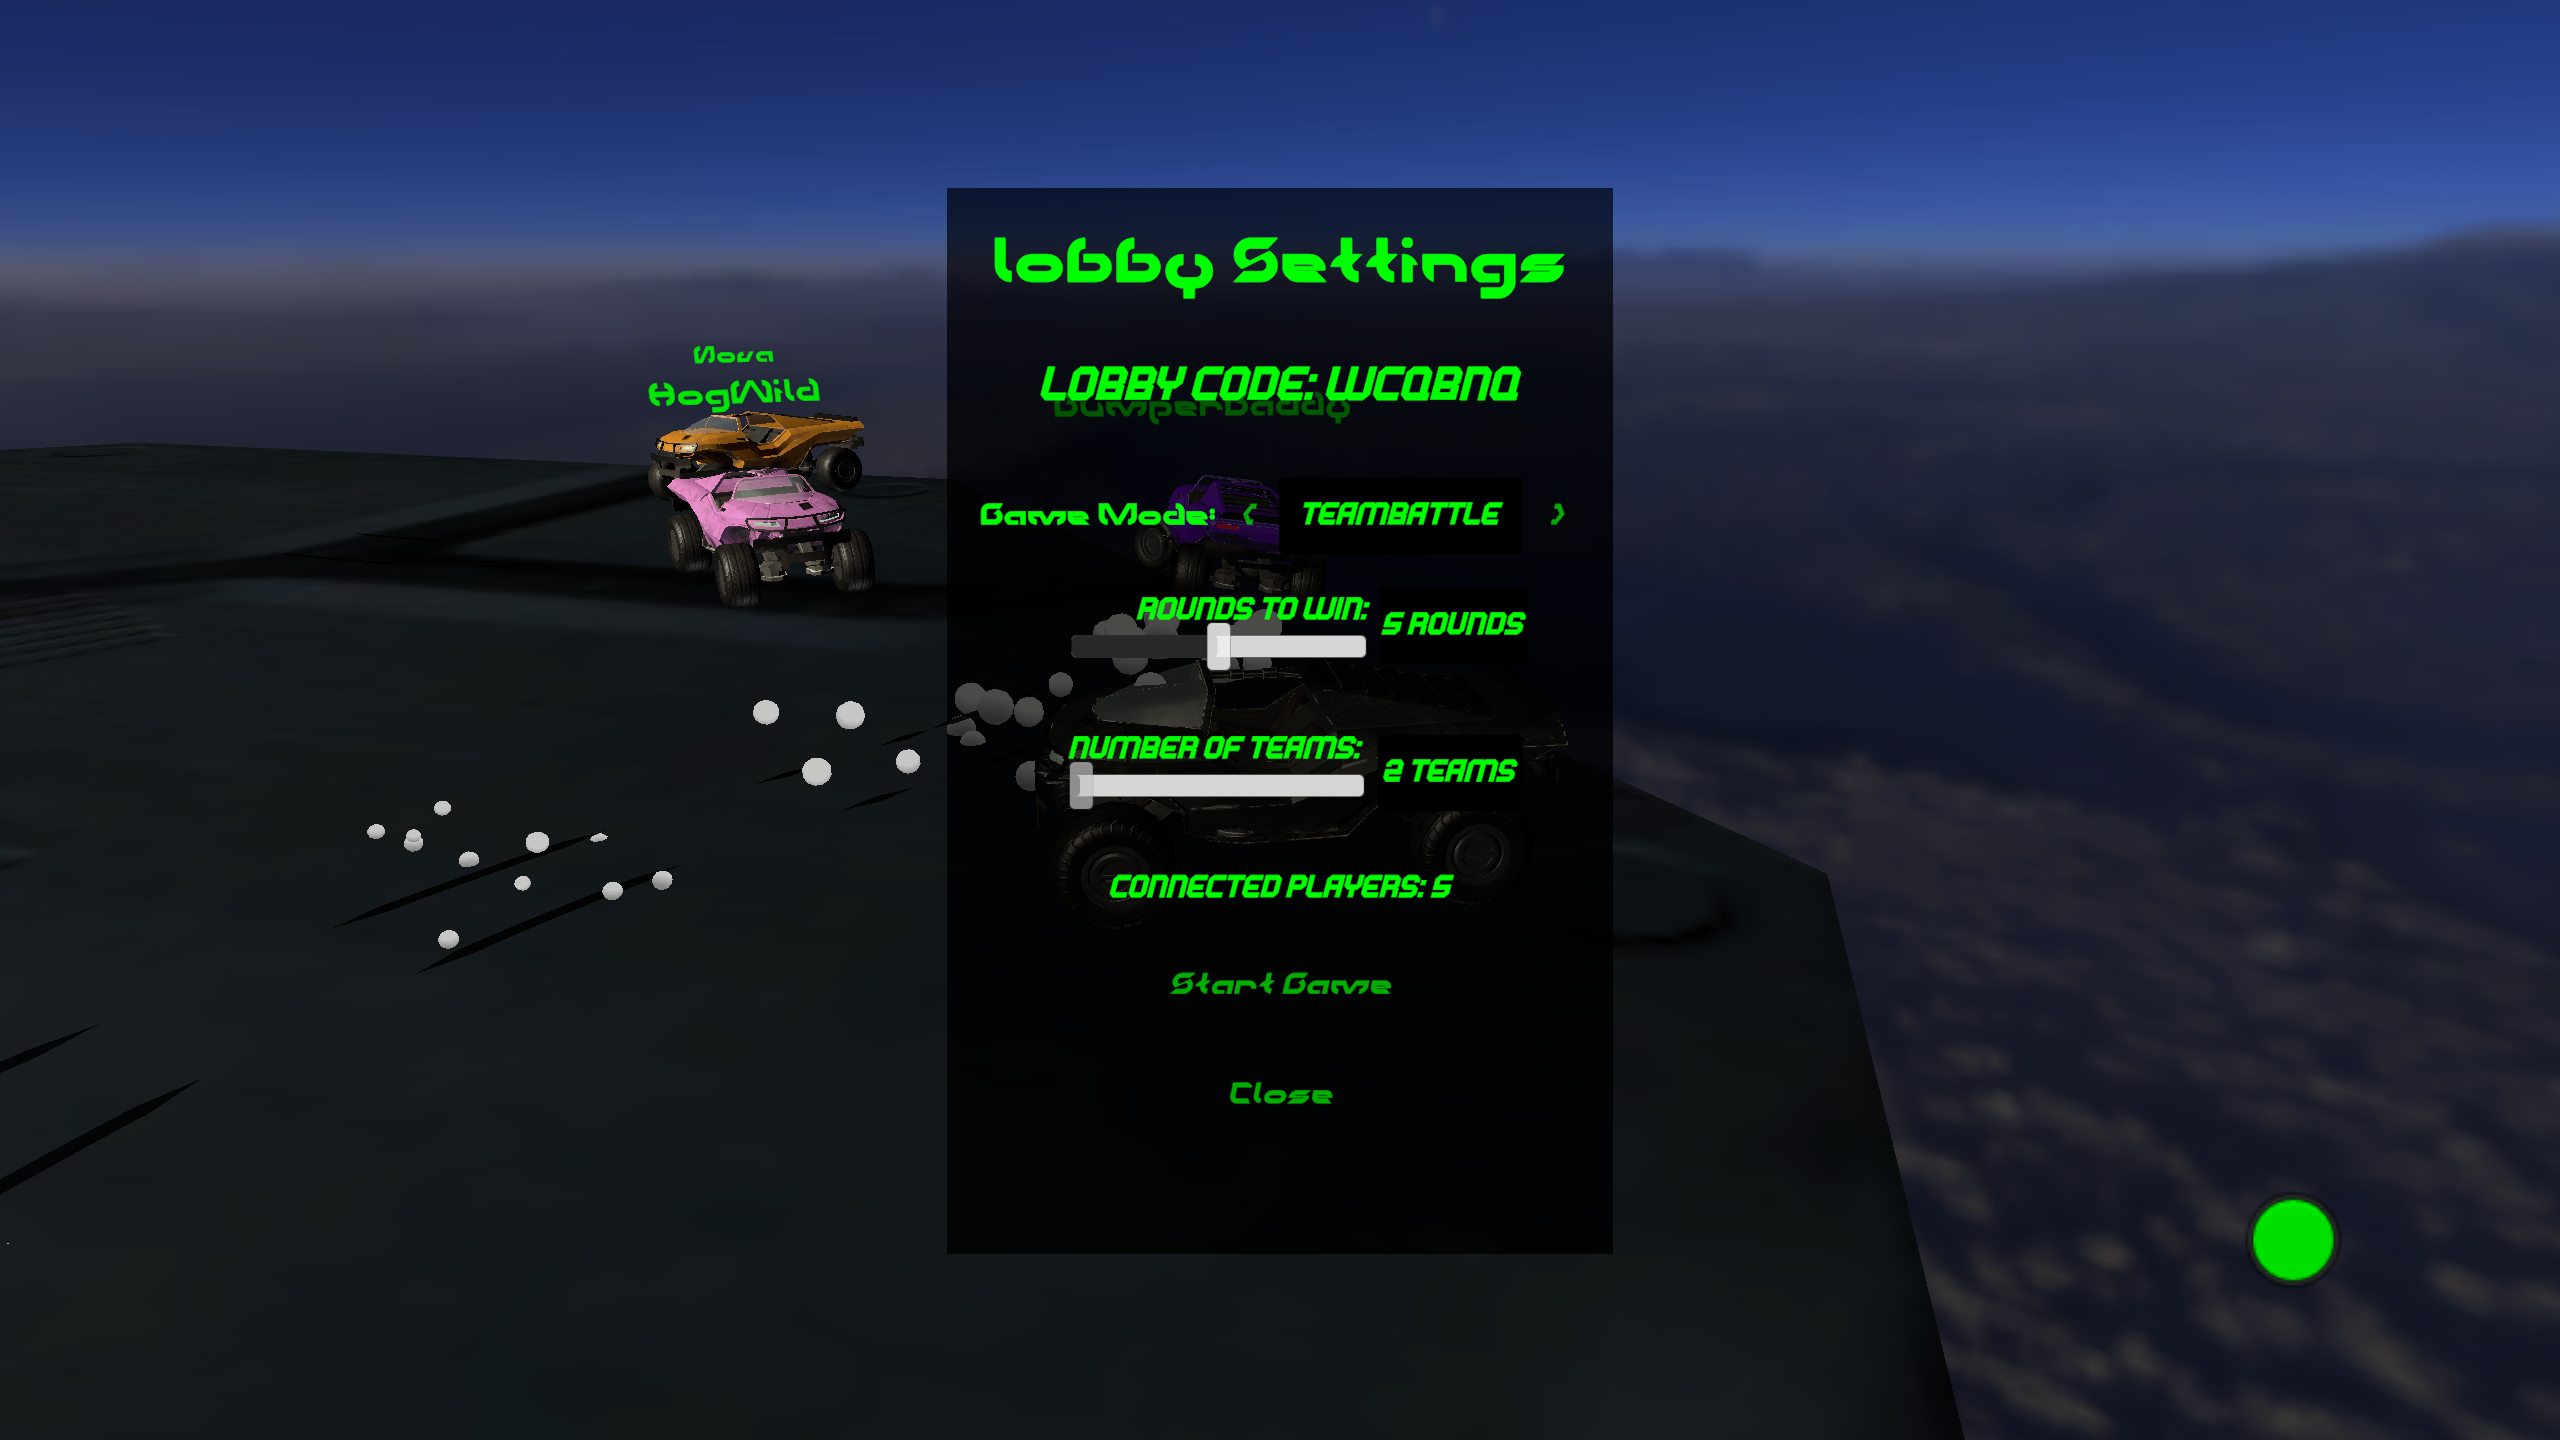 Lobby Settings
Nova
HogWild
LOBBY CODE: WCQBNQ
BumperDaddy
Game Mode: < TEAMBATTLE >
ROUNDS TO WIN:
5 ROUNDS
NUMBER OF TEAMS:
2 TEAMS
CONNECTED PLAYERS: 5
Start Game
Close